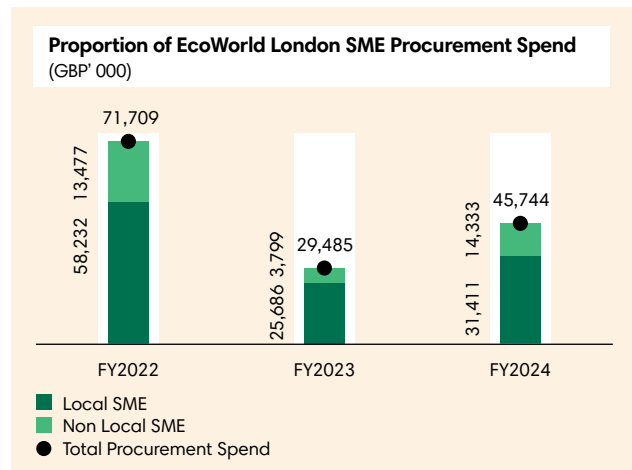 Proportion of EcoWorld London SME Procurement Spend
(GBP' 000)
71,709
13,477
58,232
29,485
3,799
25,686
45,744
14,333
31,411
FY2022
FY2023
FY2024
Local SME
Non Local SME
Total Procurement Spend